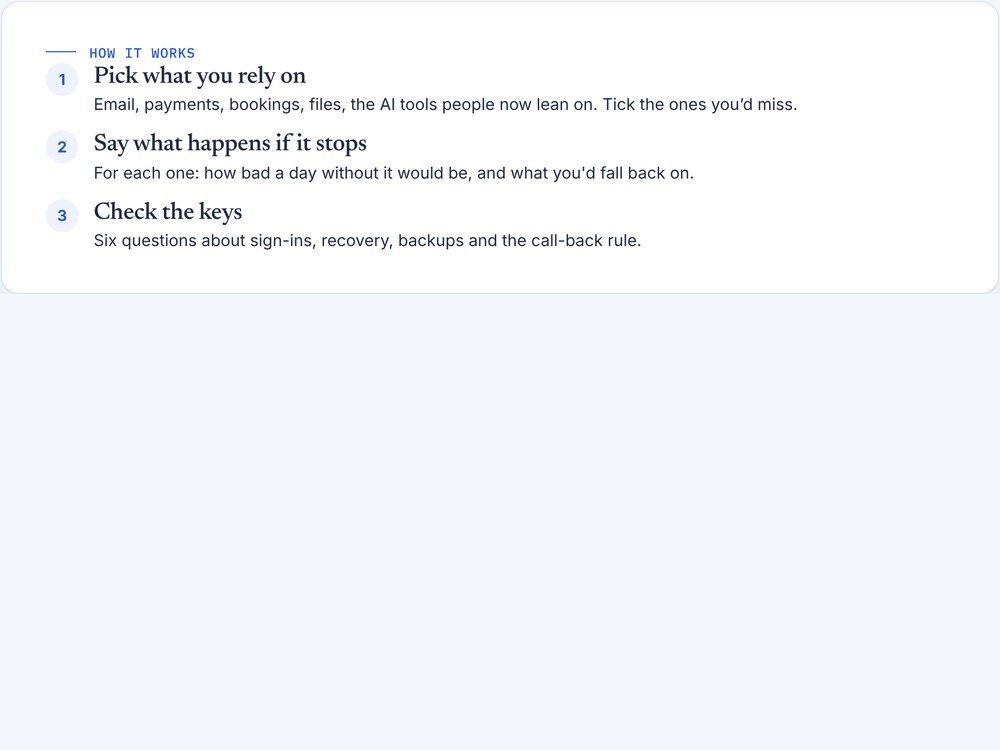 HOW IT WORKS
1 Pick what you rely on
Email, payments, bookings, files, the AI tools people now lean on. Tick the ones you’d miss.
2 Say what happens if it stops
For each one: how bad a day without it would be, and what you'd fall back on.
3 Check the keys
Six questions about sign-ins, recovery, backups and the call-back rule.